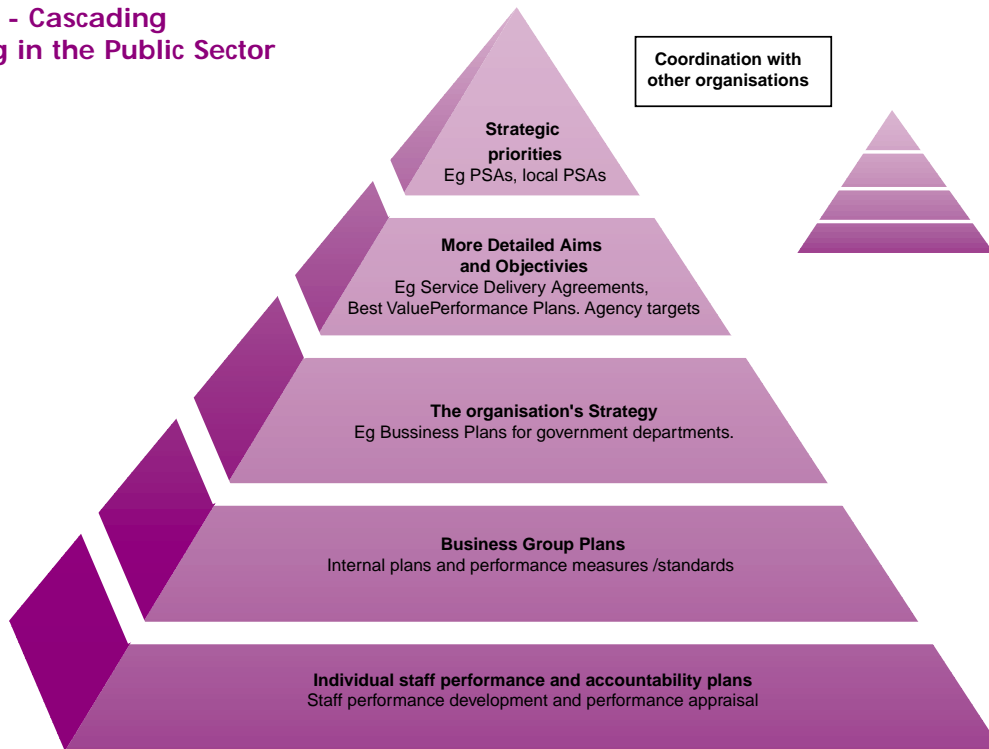 - Cascading
g in the Public Sector
Coordination with
other organisations
Strategic
priorities
Eg PSAs, local PSAs
More Detailed Aims
and Objectivies
Eg Service Delivery Agreements,
Best ValuePerformance Plans. Agency targets
The organisation's Strategy
Eg Bussiness Plans for government departments.
Business Group Plans
Internal plans and performance measures /standards
Individual staff performance and accountability plans
Staff performance development and performance appraisal